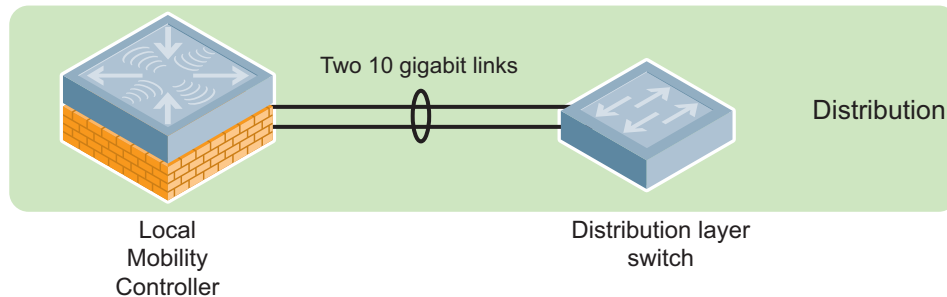 Two 10 gigabit links
Distribution
Local
Mobility
Controller
Distribution layer
switch